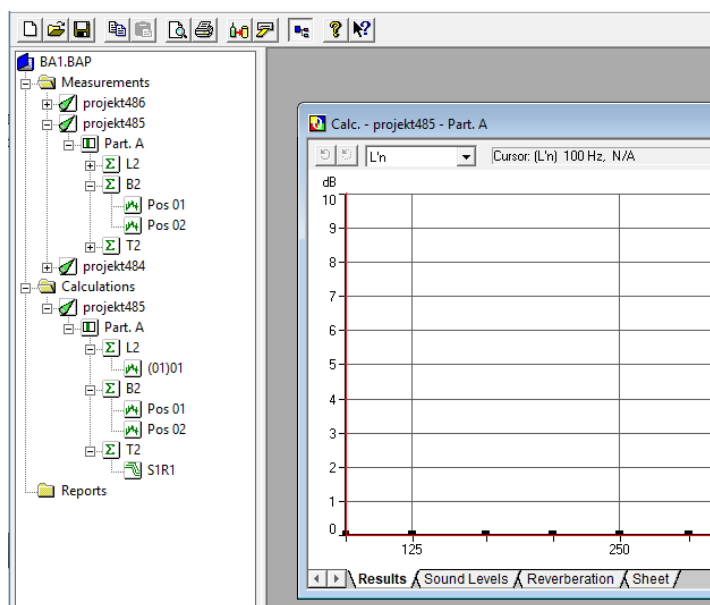 BA1.BAP
Measurements
projekt486
projekt485
Part. A
L2
B2
Pos 01
Pos 02
T2
projekt484
Calculations
projekt485
Part. A
L2
(01)01
B2
Pos 01
Pos 02
T2
S1R1
Reports
Calc. - projekt485 - Part. A
L'n Cursor: (L'n) 100 Hz, N/A
dB
10
9
8
7
6
5
4
3
2
1
0
125 250
Results Sound Levels Reverberation Sheet